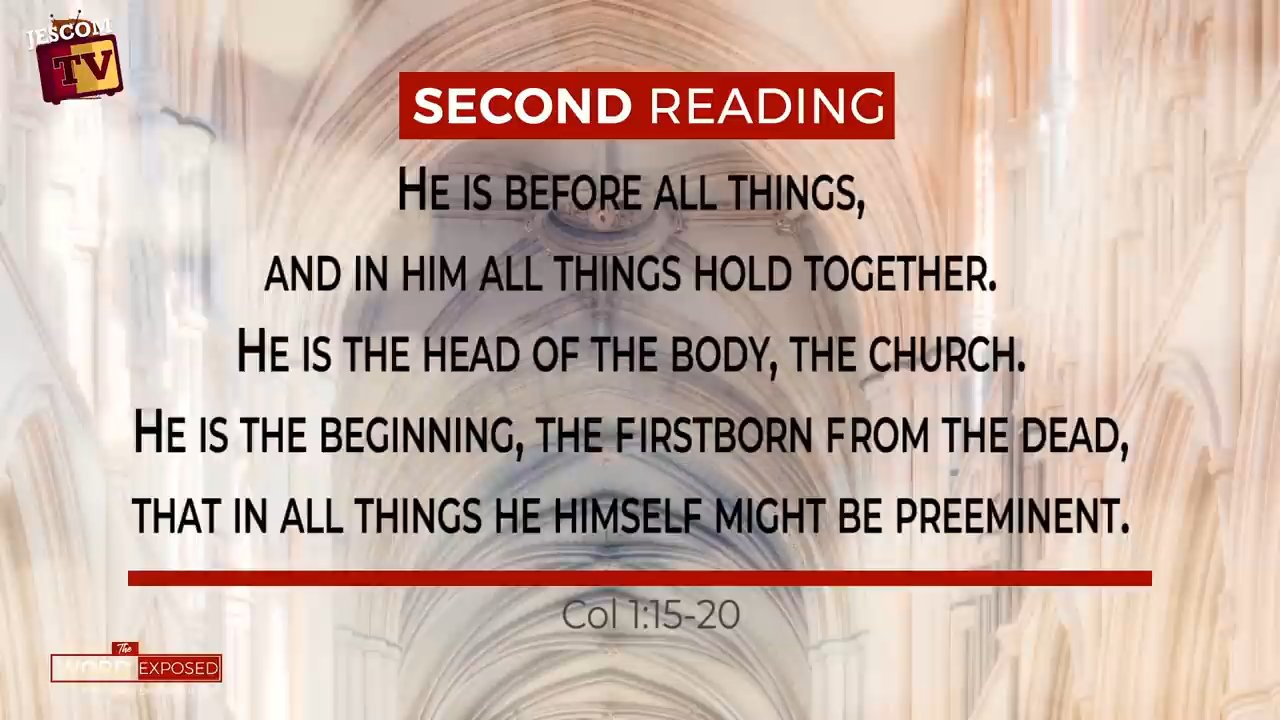 JESCOM
TV
SECOND READING
HE IS BEFORE ALL THINGS,
AND IN HIM ALL THINGS HOLD TOGETHER.
HE IS THE HEAD OF THE BODY, THE CHURCH.
HE IS THE BEGINNING, THE FIRSTBORN FROM THE DEAD,
THAT IN ALL THINGS HE HIMSELF MIGHT BE PREEMINENT.
Col 1:15-20
The
WORD EXPOSED